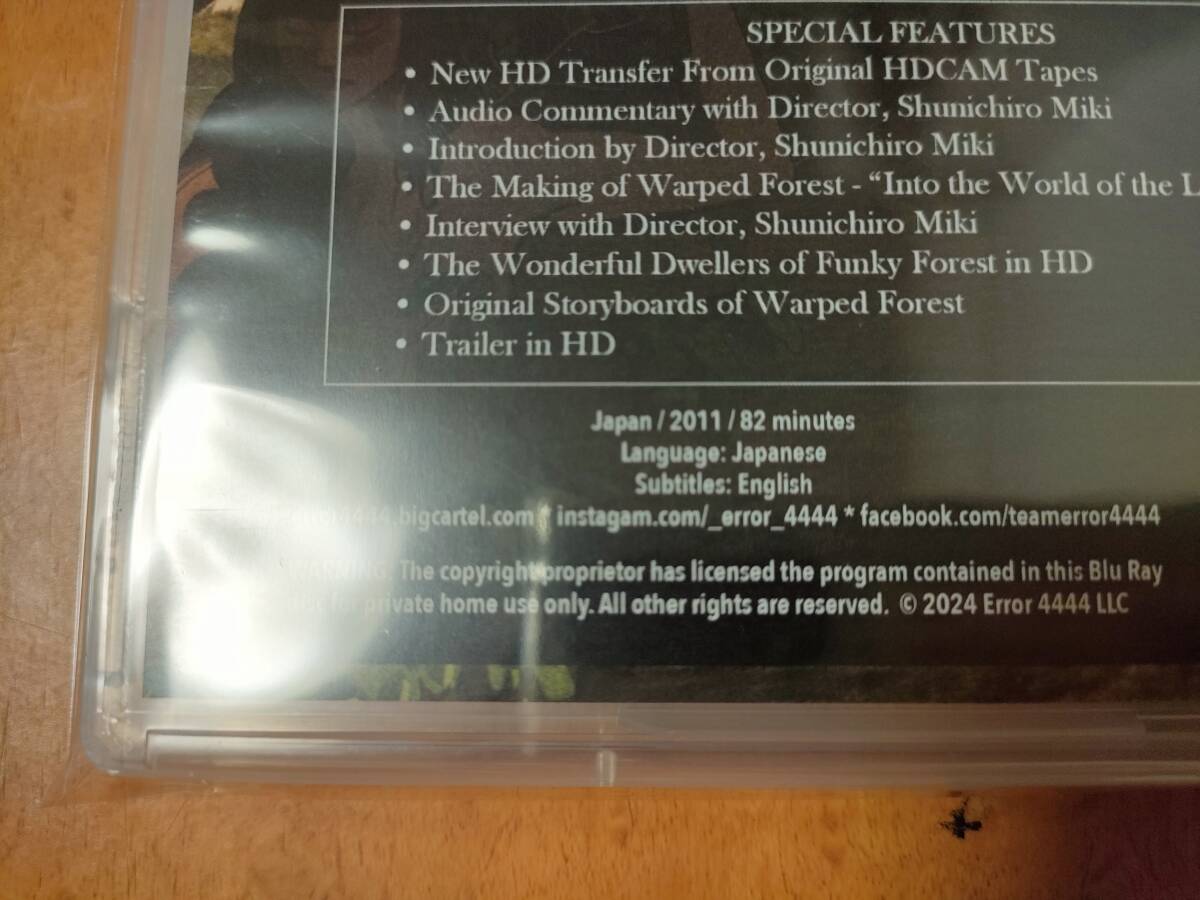 SPECIAL FEATURES
• New HD Transfer From Original HDCAM Tapes
• Audio Commentary with Director, Shunichiro Miki
• Introduction by Director, Shunichiro Miki
• The Making of Warped Forest - “Into the World of the
• Interview with Director, Shunichiro Miki
• The Wonderful Dwellers of Funky Forest in HD
• Original Storyboards of Warped Forest
• Trailer in HD
Japan / 2011 / 82 minutes
Language: Japanese
Subtitles: English
.bigcartel.com * instagam.com/_error_4444 * facebook.com/teamerror4444
The copyright proprietor has licensed the program contained in this Blu Ray
for private home use only. All other rights are reserved. © 2024 Error 4444 LLC